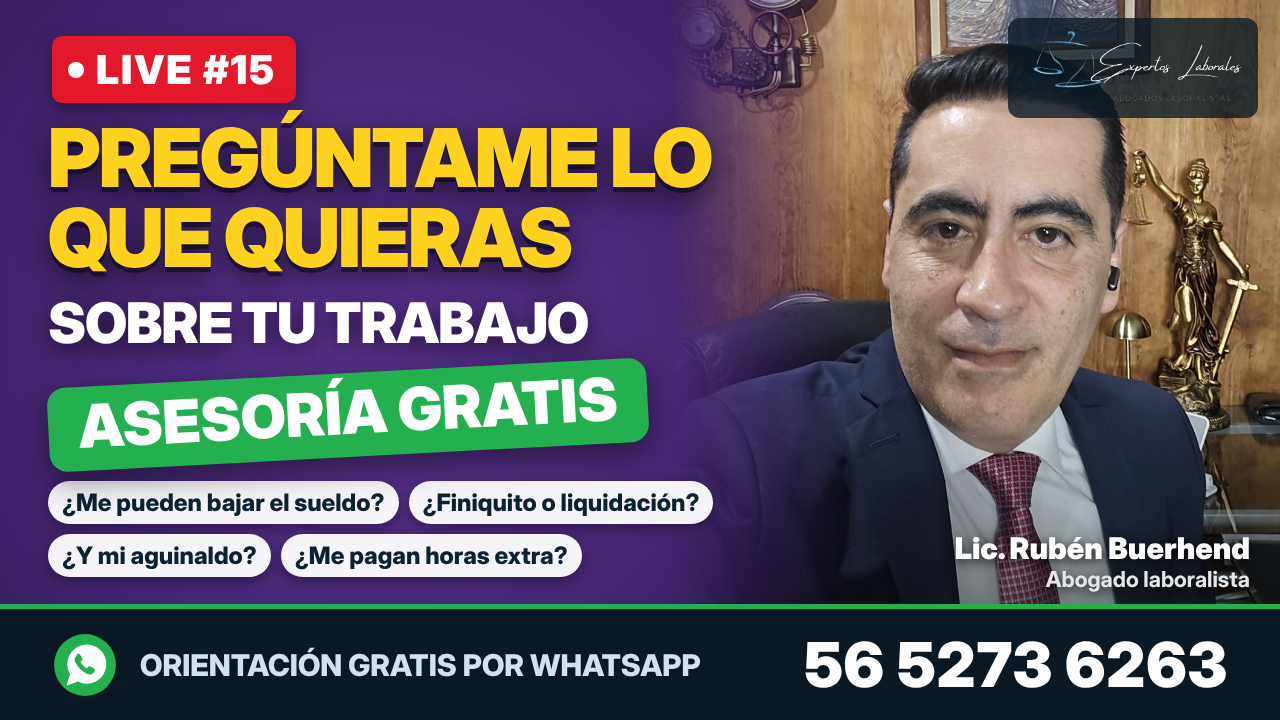 • LIVE #15
Expertos Laborales
ABOGADOS LABORALISTAS
PREGÚNTAME LO
QUE QUIERAS
SOBRE TU TRABAJO
ASESORÍA GRATIS
¿Me pueden bajar el sueldo?
¿Finiquito o liquidación?
¿Y mi aguinaldo?
¿Me pagan horas extra?
Lic. Rubén Buerhend
Abogado laboralista
ORIENTACIÓN GRATIS POR WHATSAPP
56 5273 6263